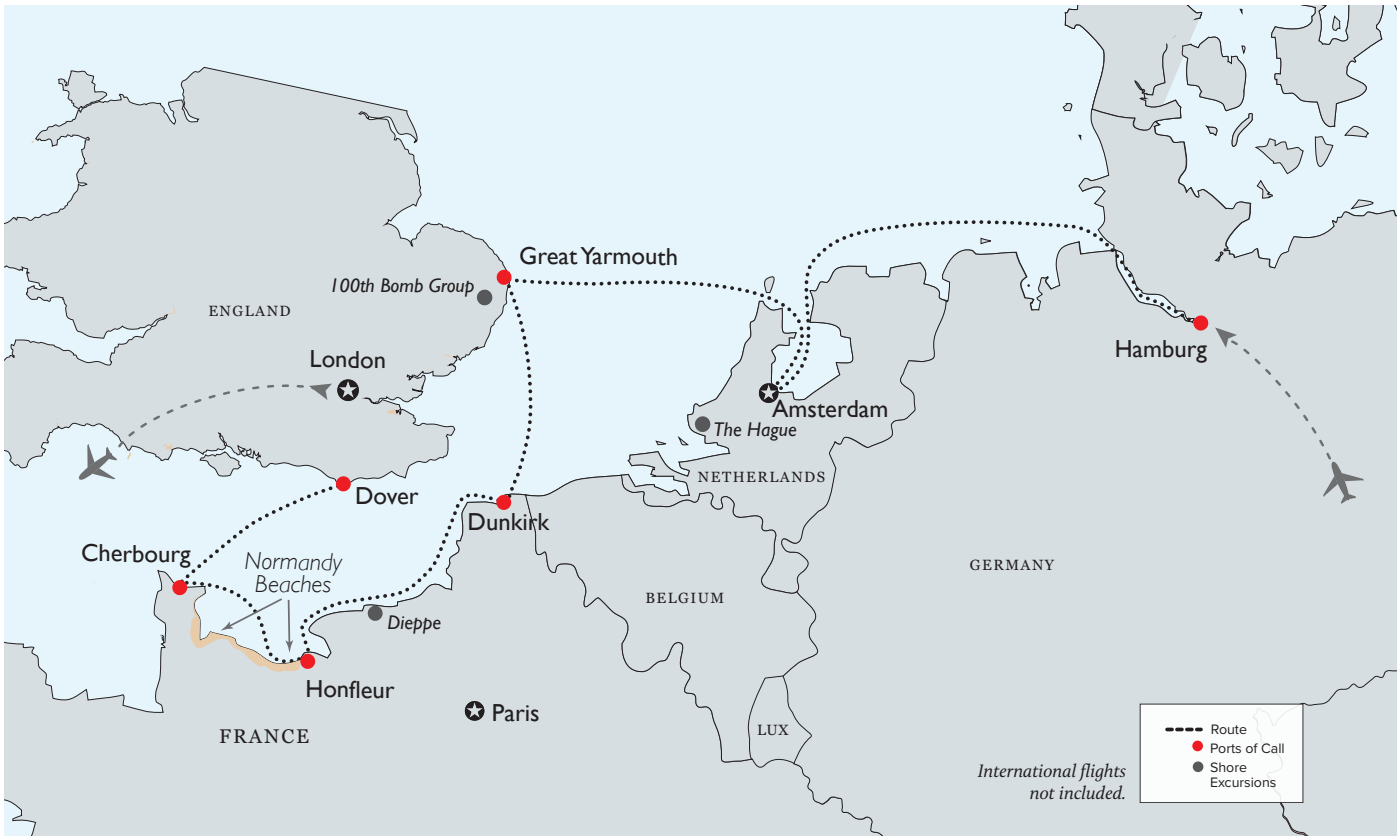 Great Yarmouth
100th Bomb Group
ENGLAND
London
Hamburg
Amsterdam
The Hague
NETHERLANDS
Dover
Dunkirk
Cherbourg
Normandy
Beaches
GERMANY
BELGIUM
Dieppe
Honfleur
Paris
FRANCE
LUX
International flights
not included.
Route
Ports of Call
Shore
Excursions